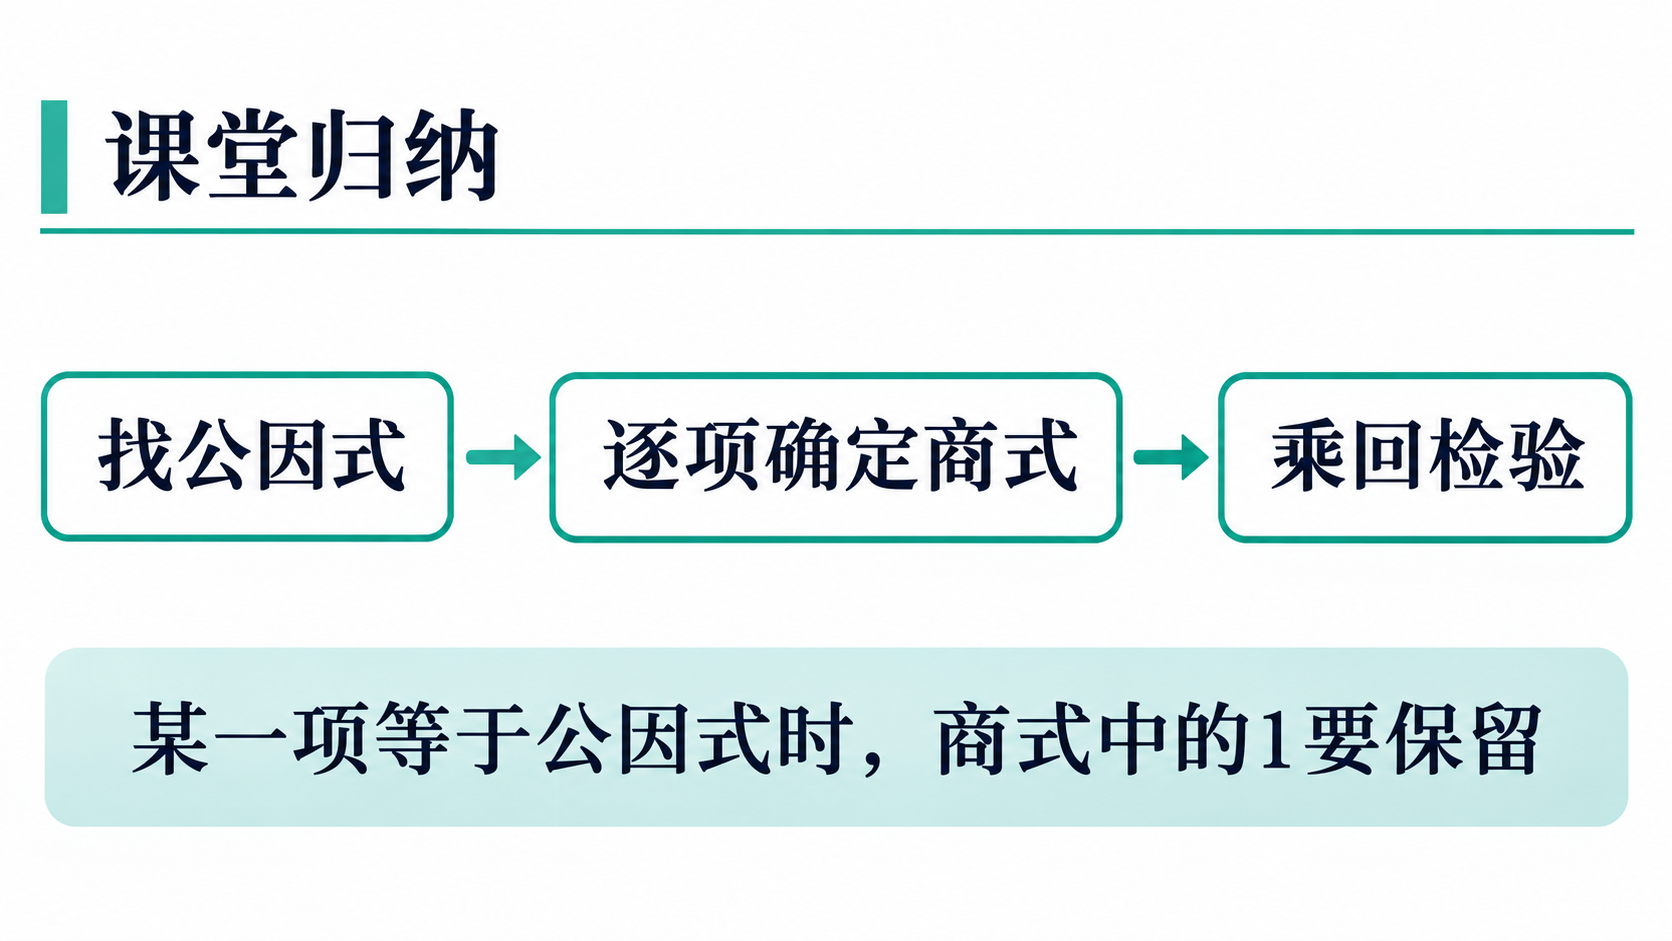 课堂归纳
找公因式 → 逐项确定商式 → 乘回检验
某一项等于公因式时，商式中的1要保留